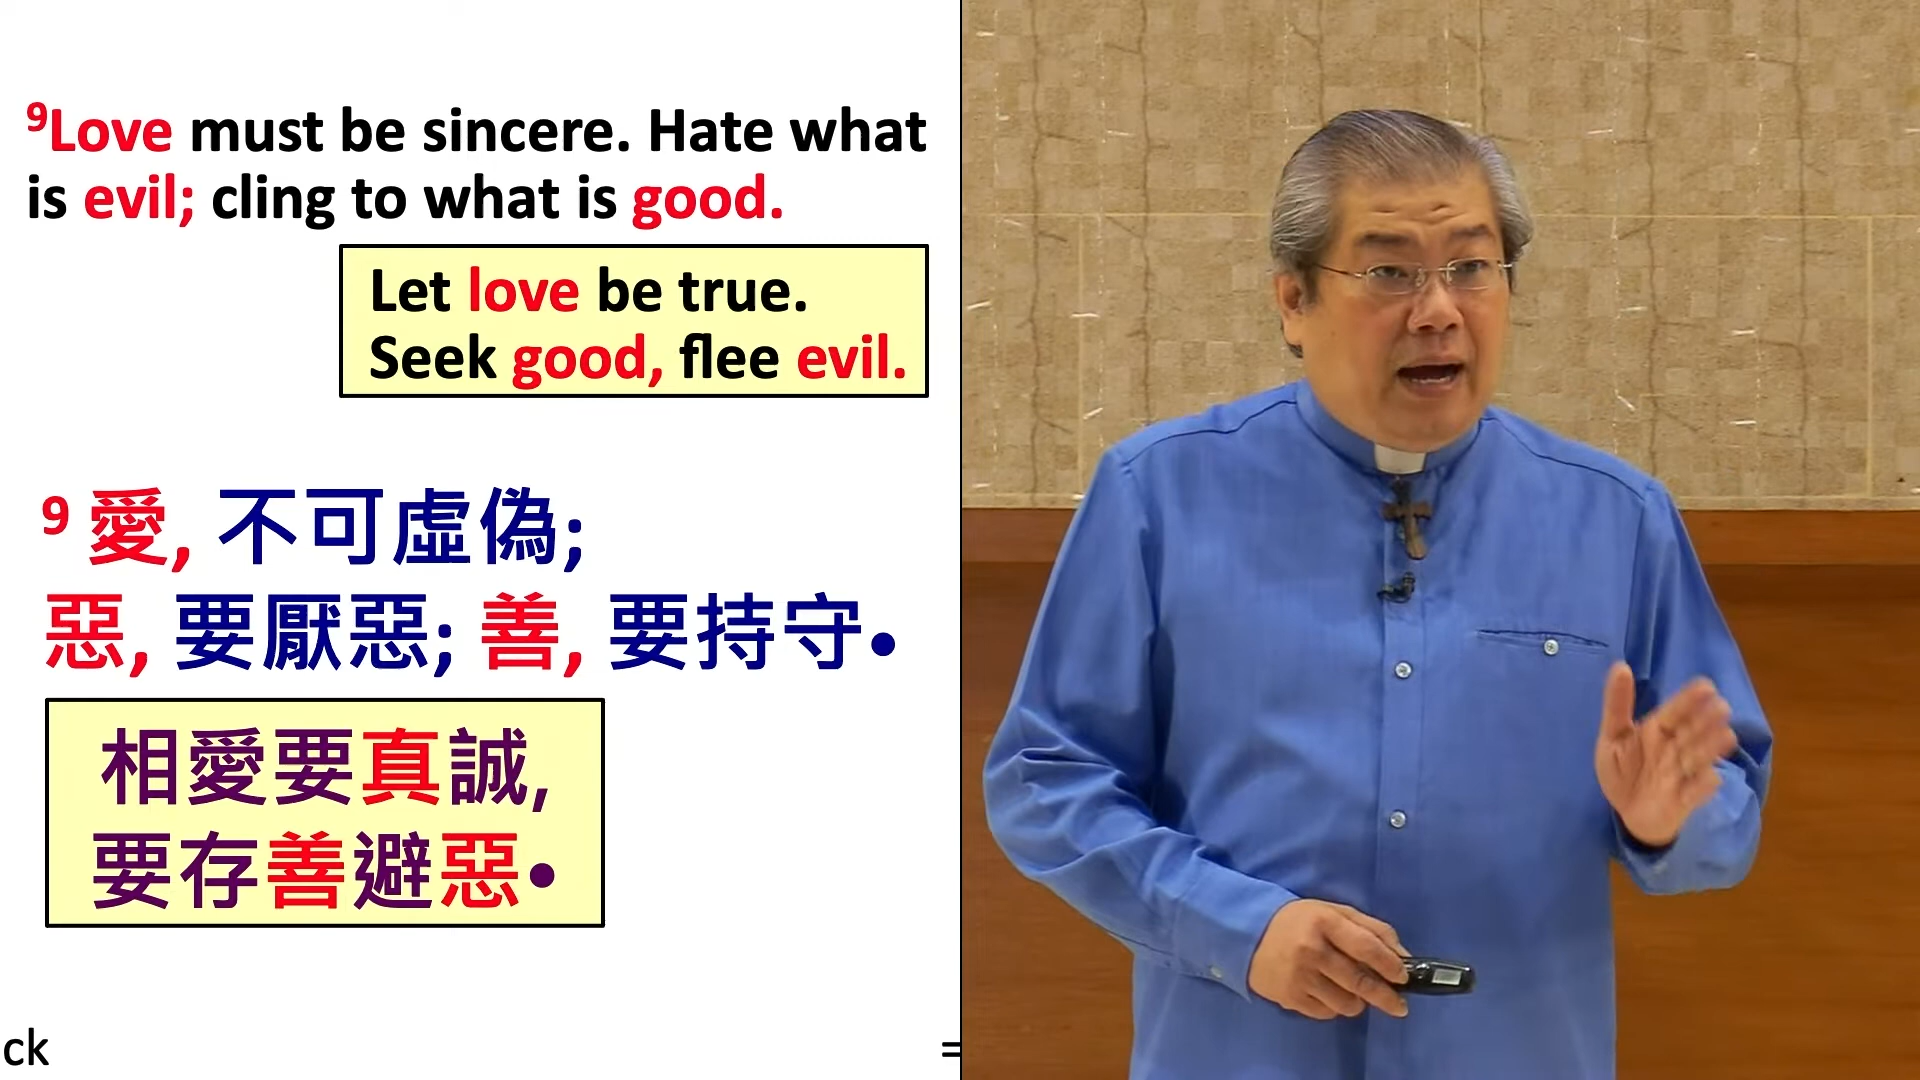 ⁹Love must be sincere. Hate what
is evil; cling to what is good.
Let love be true.
Seek good, flee evil.
⁹ 愛, 不可虛偽;
惡, 要厭惡; 善, 要持守•
相愛要真誠,
要存善避惡•
ck
=